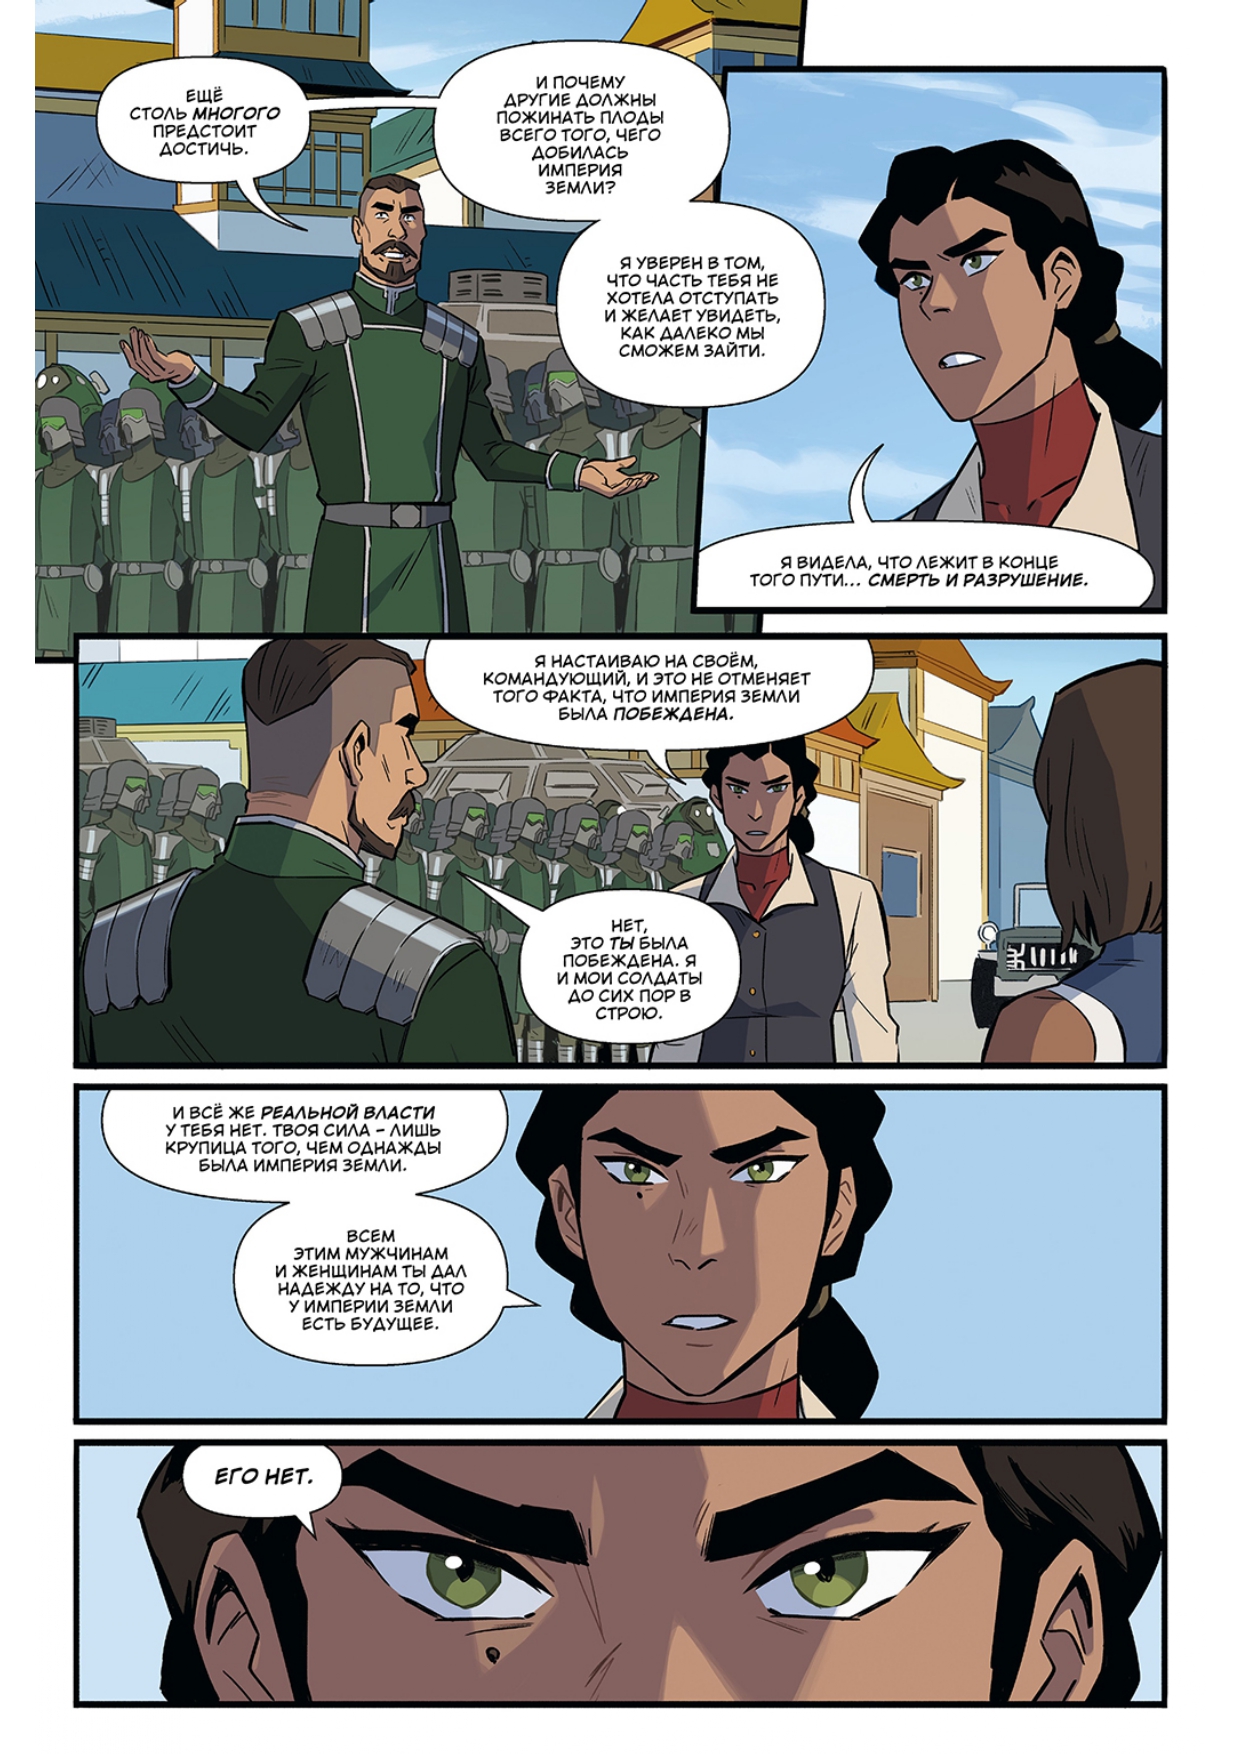 ЕЩЁ
СТОЛЬ МНОГОГО
ПРЕДСТОИТ
ДОСТИЧЬ.
И ПОЧЕМУ
ДРУГИЕ ДОЛЖНЫ
ПОЖИНАТЬ ПЛОДЫ
ВСЕГО ТОГО, ЧЕГО
ДОБИЛАСЬ
ИМПЕРИЯ
ЗЕМЛИ?
Я УВЕРЕН В ТОМ,
ЧТО ЧАСТЬ ТЕБЯ НЕ
ХОТЕЛА ОТСТУПАТЬ
И ЖЕЛАЕТ УВИДЕТЬ,
КАК ДАЛЕКО МЫ
СМОЖЕМ ЗАЙТИ.
Я ВИДЕЛА, ЧТО ЛЕЖИТ В КОНЦЕ
ТОГО ПУТИ... СМЕРТЬ И РАЗРУШЕНИЕ.
Я НАСТАИВАЮ НА СВОЁМ,
КОМАНДУЮЩИЙ, И ЭТО НЕ ОТМЕНЯЕТ
ТОГО ФАКТА, ЧТО ИМПЕРИЯ ЗЕМЛИ
БЫЛА ПОБЕЖДЕНА.
НЕТ,
ЭТО ТЫ БЫЛА
ПОБЕЖДЕНА. Я
И МОИ СОЛДАТЫ
ДО СИХ ПОР В
СТРОЮ.
И ВСЁ ЖЕ РЕАЛЬНОЙ ВЛАСТИ
У ТЕБЯ НЕТ. ТВОЯ СИЛА - ЛИШЬ
КРУПИЦА ТОГО, ЧЕМ ОДНАЖДЫ
БЫЛА ИМПЕРИЯ ЗЕМЛИ.
ВСЕМ
ЭТИМ МУЖЧИНАМ
И ЖЕНЩИНАМ ТЫ ДАЛ
НАДЕЖДУ НА ТО, ЧТО
У ИМПЕРИИ ЗЕМЛИ
ЕСТЬ БУДУЩЕЕ.
ЕГО НЕТ.